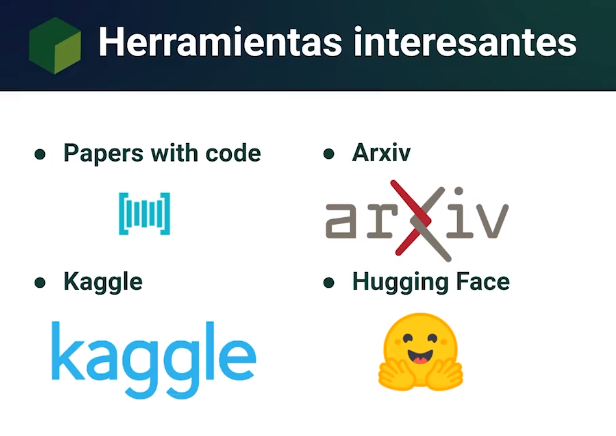 Herramientas interesantes
● Papers with code
● Arxiv
arXiv
● Kaggle
● Hugging Face
kaggle